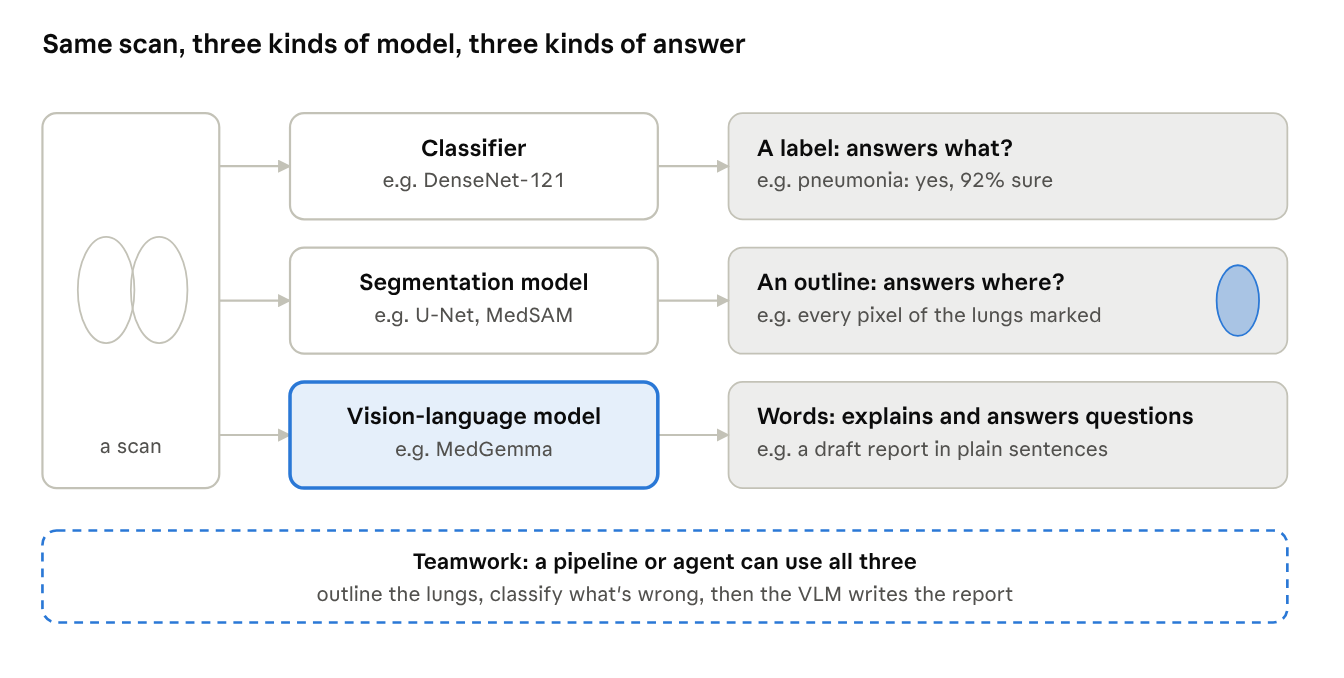 Same scan, three kinds of model, three kinds of answer
a scan
Classifier
e.g. DenseNet-121
A label: answers what?
e.g. pneumonia: yes, 92% sure
Segmentation model
e.g. U-Net, MedSAM
An outline: answers where?
e.g. every pixel of the lungs marked
Vision-language model
e.g. MedGemma
Words: explains and answers questions
e.g. a draft report in plain sentences
Teamwork: a pipeline or agent can use all three
outline the lungs, classify what's wrong, then the VLM writes the report